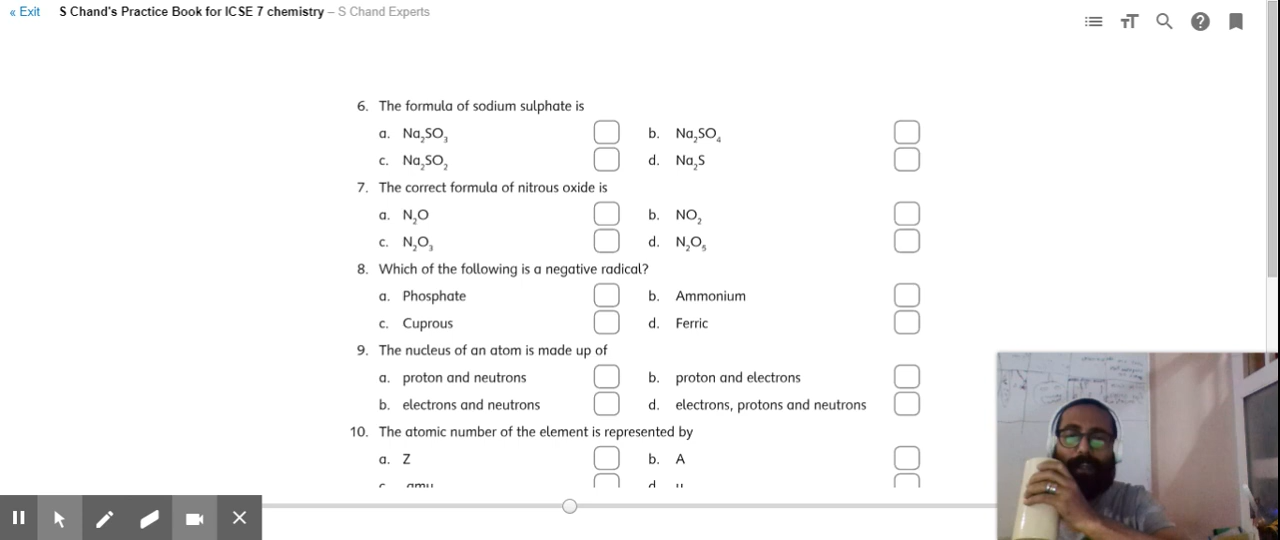 « Exit S Chand's Practice Book for ICSE 7 chemistry – S Chand Experts
6. The formula of sodium sulphate is
a. Na₂SO₃ b. Na₂SO₄
c. Na₂SO₂ d. Na₂S
7. The correct formula of nitrous oxide is
a. N₂O b. NO₂
c. N₂O₃ d. N₂O₅
8. Which of the following is a negative radical?
a. Phosphate b. Ammonium
c. Cuprous d. Ferric
9. The nucleus of an atom is made up of
a. proton and neutrons b. proton and electrons
b. electrons and neutrons d. electrons, protons and neutrons
10. The atomic number of the element is represented by
a. Z b. A
c. amu d. u